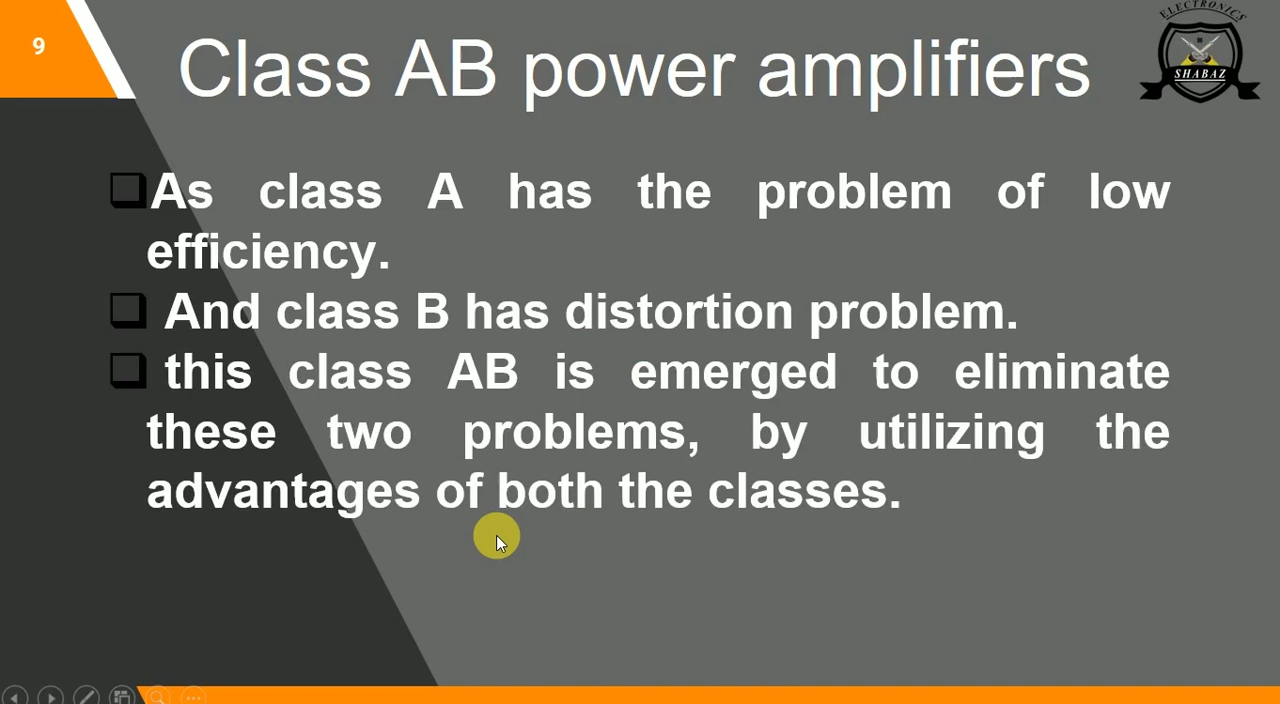 9
Class AB power amplifiers
ELECTRONICS
SHABAZ
As class A has the problem of low
efficiency.
And class B has distortion problem.
this class AB is emerged to eliminate
these two problems, by utilizing the
advantages of both the classes.